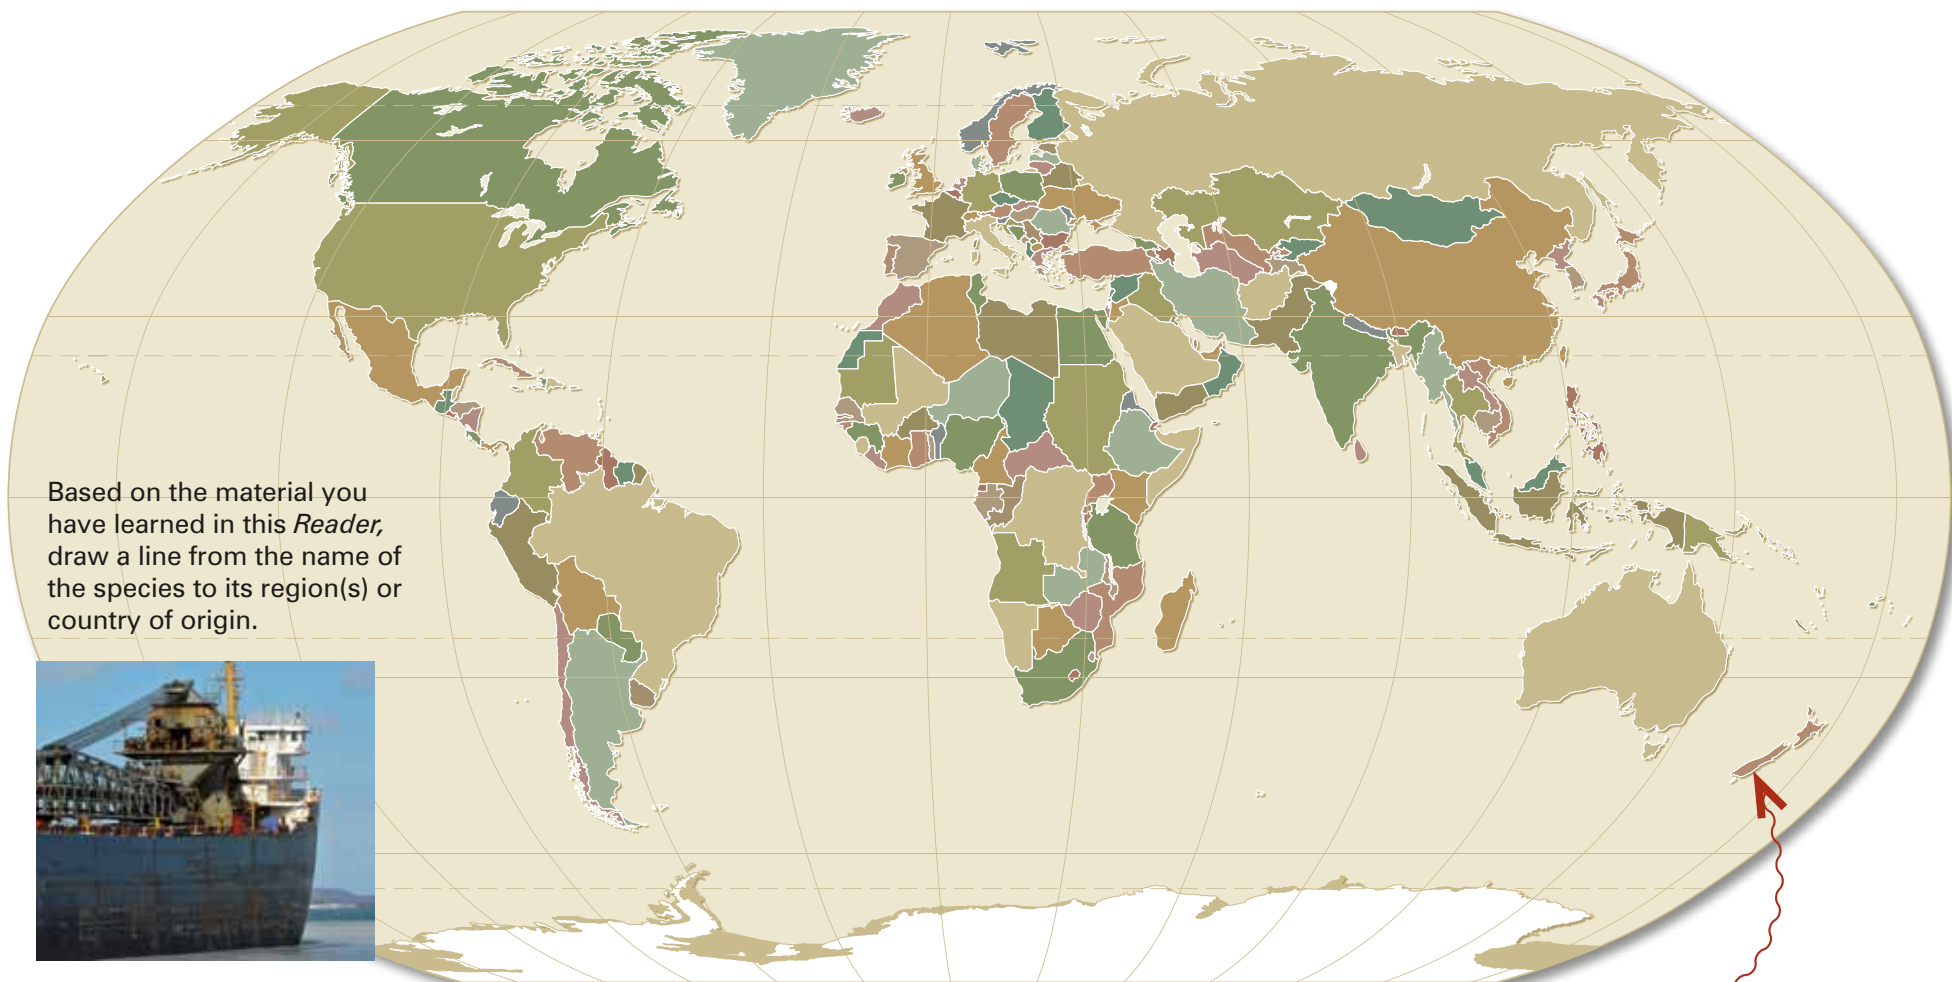 Based on the material you
have learned in this Reader,
draw a line from the name of
the species to its region(s) or
country of origin.